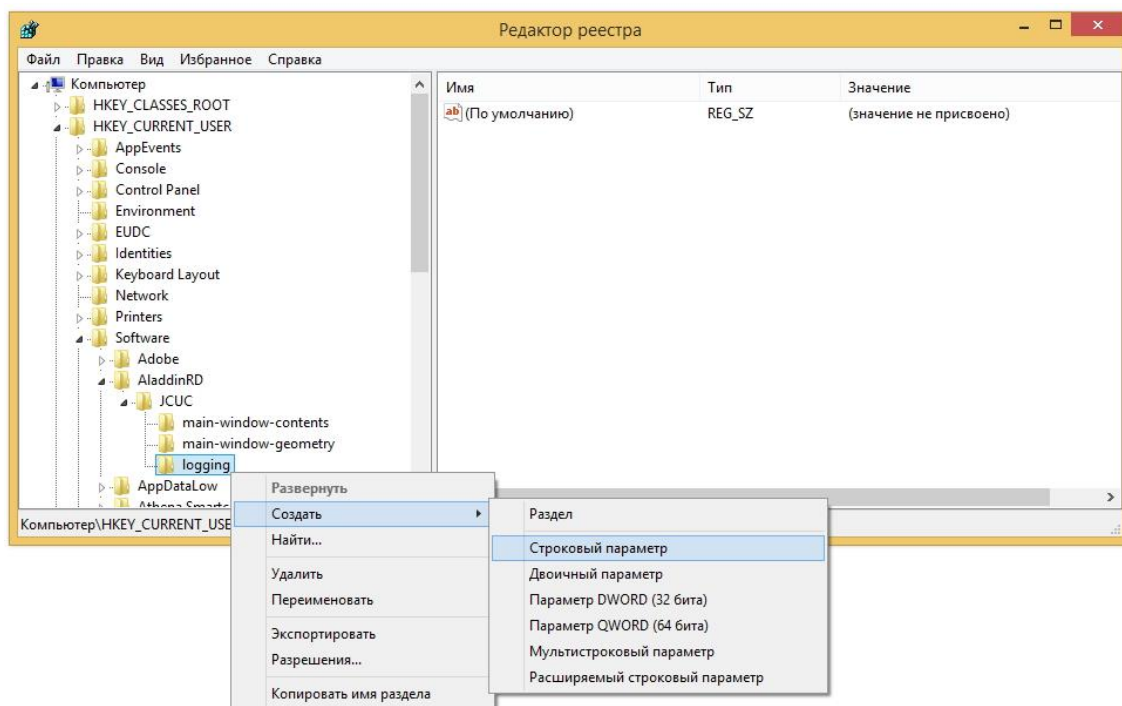 Редактор реестра
Файл Правка Вид Избранное Справка
Компьютер
HKEY_CLASSES_ROOT
HKEY_CURRENT_USER
AppEvents
Console
Control Panel
Environment
EUDC
Identities
Keyboard Layout
Network
Printers
Software
Adobe
AladdinRD
JCUC
main-window-contents
main-window-geometry
logging
AppDataLow
Имя Тип Значение
ab (По умолчанию) REG_SZ (значение не присвоено)
Компьютер\HKEY_CURRENT_USE
Развернуть
Создать
Найти...
Удалить
Переименовать
Экспортировать
Разрешения...
Копировать имя раздела
Раздел
Строковый параметр
Двоичный параметр
Параметр DWORD (32 бита)
Параметр QWORD (64 бита)
Мультистроковый параметр
Расширяемый строковый параметр